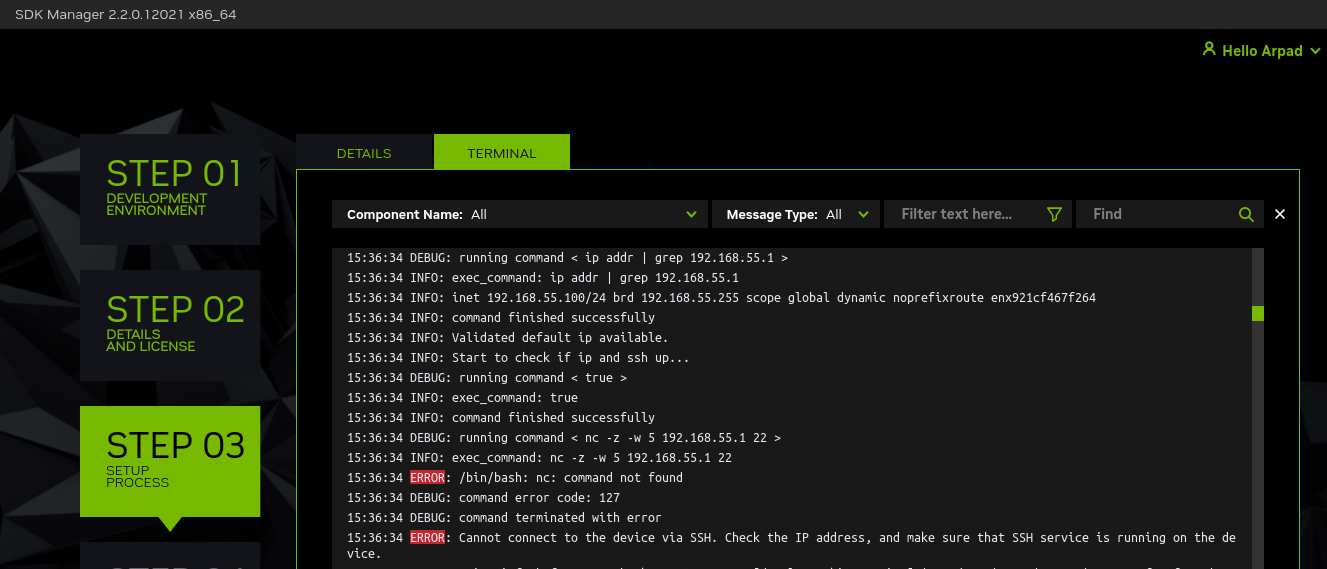 SDK Manager 2.2.0.12021 x86_64
Hello Arpad
STEP 01
DEVELOPMENT
ENVIRONMENT
STEP 02
DETAILS
AND LICENSE
STEP 03
SETUP
PROCESS
DETAILS
TERMINAL
Component Name: All
Message Type: All
Filter text here...
Find
15:36:34 DEBUG: running command < ip addr | grep 192.168.55.1 >
15:36:34 INFO: exec_command: ip addr | grep 192.168.55.1
15:36:34 INFO: inet 192.168.55.100/24 brd 192.168.55.255 scope global dynamic noprefixroute enx921cf467f264
15:36:34 INFO: command finished successfully
15:36:34 INFO: Validated default ip available.
15:36:34 INFO: Start to check if ip and ssh up...
15:36:34 DEBUG: running command < true >
15:36:34 INFO: exec_command: true
15:36:34 INFO: command finished successfully
15:36:34 DEBUG: running command < nc -z -w 5 192.168.55.1 22 >
15:36:34 INFO: exec_command: nc -z -w 5 192.168.55.1 22
15:36:34 ERROR: /bin/bash: nc: command not found
15:36:34 DEBUG: command error code: 127
15:36:34 DEBUG: command terminated with error
15:36:34 ERROR: Cannot connect to the device via SSH. Check the IP address, and make sure that SSH service is running on the de
vice.